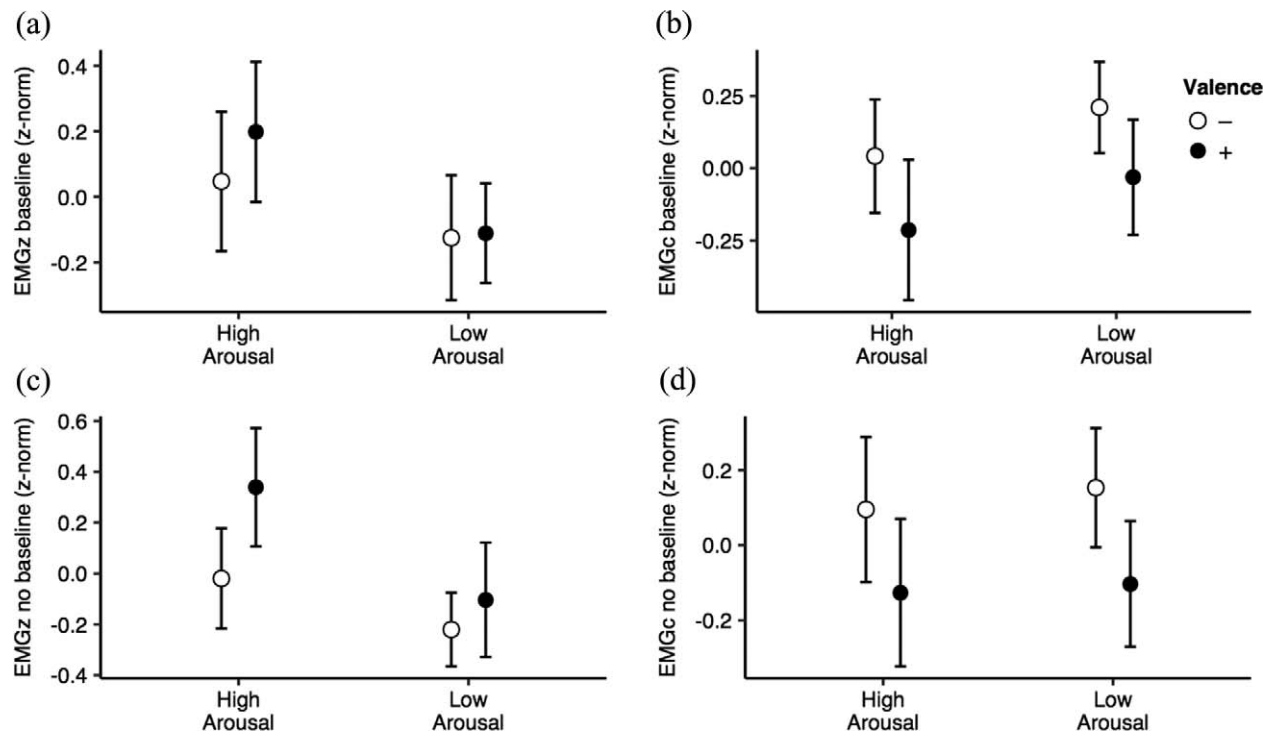 (a)
EMGz baseline (z-norm)
0.4
0.2
0.0
-0.2
High
Arousal
Low
Arousal
(b)
EMGc baseline (z-norm)
0.25
0.00
-0.25
High
Arousal
Low
Arousal
Valence
–
+
(c)
EMGz no baseline (z-norm)
0.6
0.4
0.2
0.0
-0.2
-0.4
High
Arousal
Low
Arousal
(d)
EMGc no baseline (z-norm)
0.2
0.0
-0.2
High
Arousal
Low
Arousal